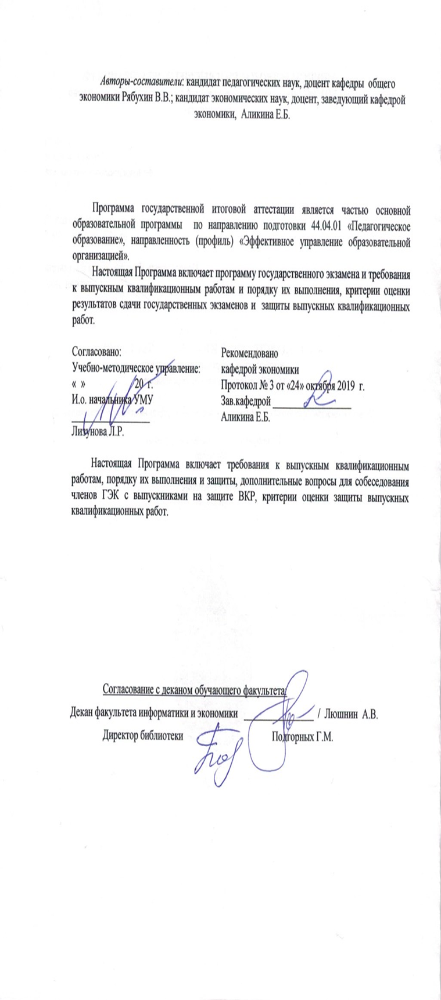 Авторы-составители: кандидат педагогических наук, доцент кафедры общего
экономики Рябухин В.В.; кандидат экономических наук, доцент, заведующий кафедрой
экономики, Аликина Е.Б.
Программа государственной итоговой аттестации является частью основной
образовательной программы по направлению подготовки 44.04.01 «Педагогическое
образование», направленность (профиль) «Эффективное управление образовательной
организацией».
Настоящая Программа включает программу государственного экзамена и требования
к выпускным квалификационным работам и порядку их выполнения, критерии оценки
результатов сдачи государственных экзаменов и защиты выпускных квалификационных
работ.
Согласовано:
Учебно-методическое управление:
« » 20 г.
И.о. начальника УМУ
Лизунова Л.Р.
Рекомендовано
кафедрой экономики
Протокол № 3 от «24» октября 2019 г.
Зав.кафедрой ______________
Аликина Е.Б.
Настоящая Программа включает требования к выпускным квалификационным
работам, порядку их выполнения и защиты, дополнительные вопросы для собеседования
членов ГЭК с выпускниками на защите ВКР, критерии оценки защиты выпускных
квалификационных работ.
Согласование с деканом обучающего факультета:
Декан факультета информатики и экономики ____________ / Люшнин А.В.
Директор библиотеки Подгорных Г.М.